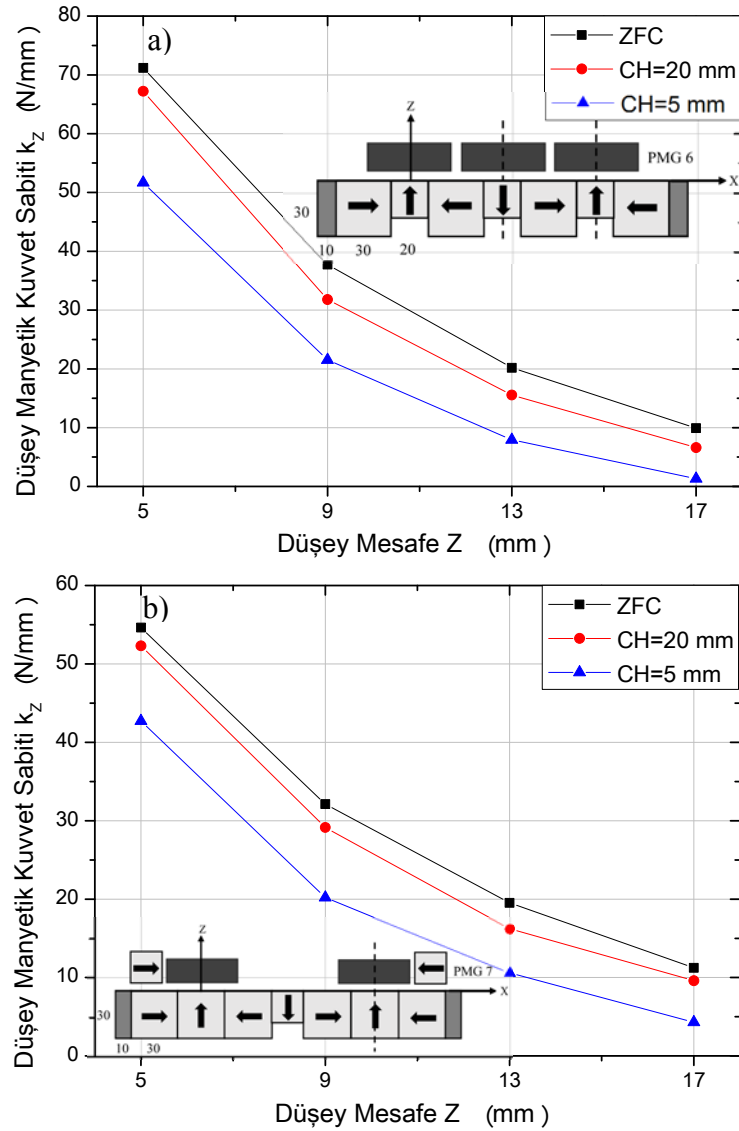 a)
ZFC
CH=20 mm
CH=5 mm
Z
X
PMG 6
30
10 30 20
80
70
60
50
40
30
20
10
0
5 9 13 17
Düşey Manyetik Kuvvet Sabiti kZ (N/mm )
Düşey Mesafe Z (mm )
b)
ZFC
CH=20 mm
CH=5 mm
Z
X
PMG 7
30
10 30
60
50
40
30
20
10
0
5 9 13 17
Düşey Manyetik Kuvvet Sabiti kZ (N/mm )
Düşey Mesafe Z (mm )